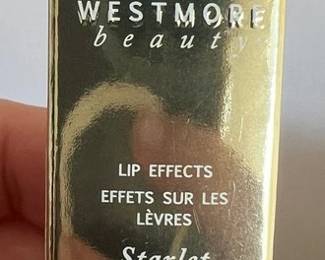 WESTMORE
beauty
LIP EFFECTS
EFFETS SUR LES
LÈVRES
Starlet